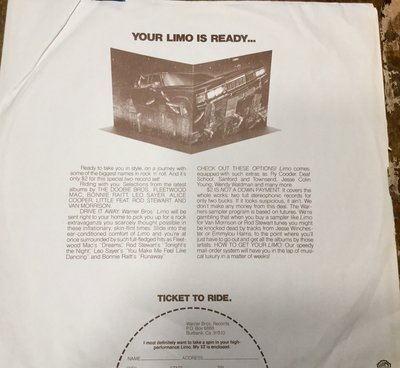 YOUR LIMO IS READY...
Ready to take you in style, on a journey with
some of the biggest names in rock 'n' roll. And it's
only $2 for this special two record set!
Riding with you: Selections from the latest
albums by THE DOOBIE BROS, FLEETWOOD
MAC, BONNIE RAITT, LEO SAYER, ALICE
COOPER, LITTLE FEAT, ROD STEWART AND
VAN MORRISON.
DRIVE IT AWAY: Warner Bros.' Limo will be
sent right to your home to pick you up for a rock
extravaganza you scarcely thought possible in
these inflationary, skin-flint times. Slide into the
ear-conditioned comfort of Limo and you're at
once surrounded by such full-fledged hits as Fleet-
wood Mac's 'Dreams', Rod Stewart's 'Tonight's
the Night', Leo Sayer's 'You Make Me Feel Like
Dancing' and Bonnie Raitt's 'Runaway.'
CHECK OUT THESE OPTIONS! Limo comes
equipped with such extras as Ry Cooder, Deaf
School, Sanford and Townsend, Jesse Colin
Young, Wendy Waldman and many more.
$2 IS NOT A DOWN PAYMENT. It covers the
whole works: two full stereophonic records for
only two bucks. If it looks suspicious, it ain't. We
don't make any money from this deal. The War-
ners sampler program is based on futures. We're
gambling that when you buy a sampler like Limo
for Van Morrison or Rod Stewart tunes you might
be knocked dead by tracks from Jesse Winches-
ter or Emmylou Harris, to the point where you'll
just have to go out and get all the albums by those
artists. HOW TO GET YOUR LIMO: Our speedy
mail-order system will have you in the lap of musi-
cal luxury in a matter of weeks!
TICKET TO RIDE.
Warner Bros. Records
P.O. Box 6868
Burbank, Ca. 91510
I most definitely want to take a spin in your high-
performance Limo. My $2 is enclosed.
NAME ADDRESS